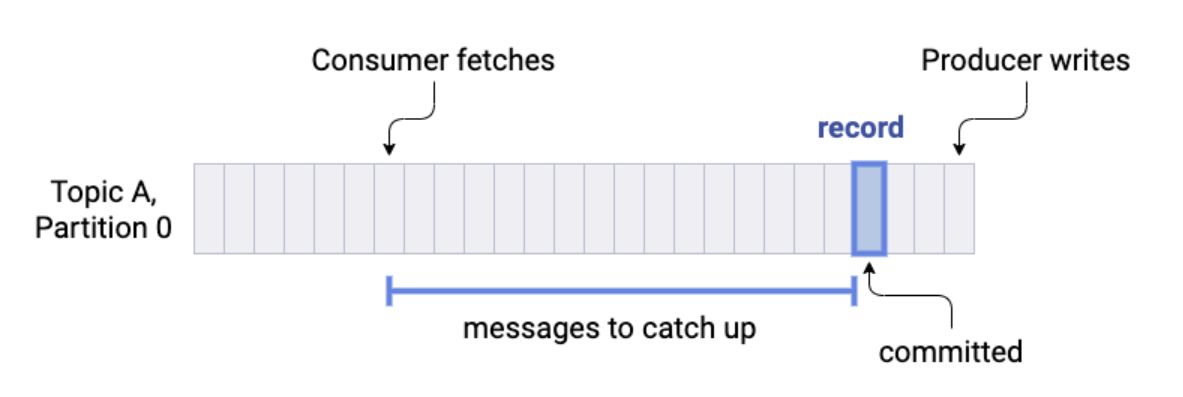 Consumer fetches
Producer writes
record
Topic A,
Partition 0
messages to catch up
committed